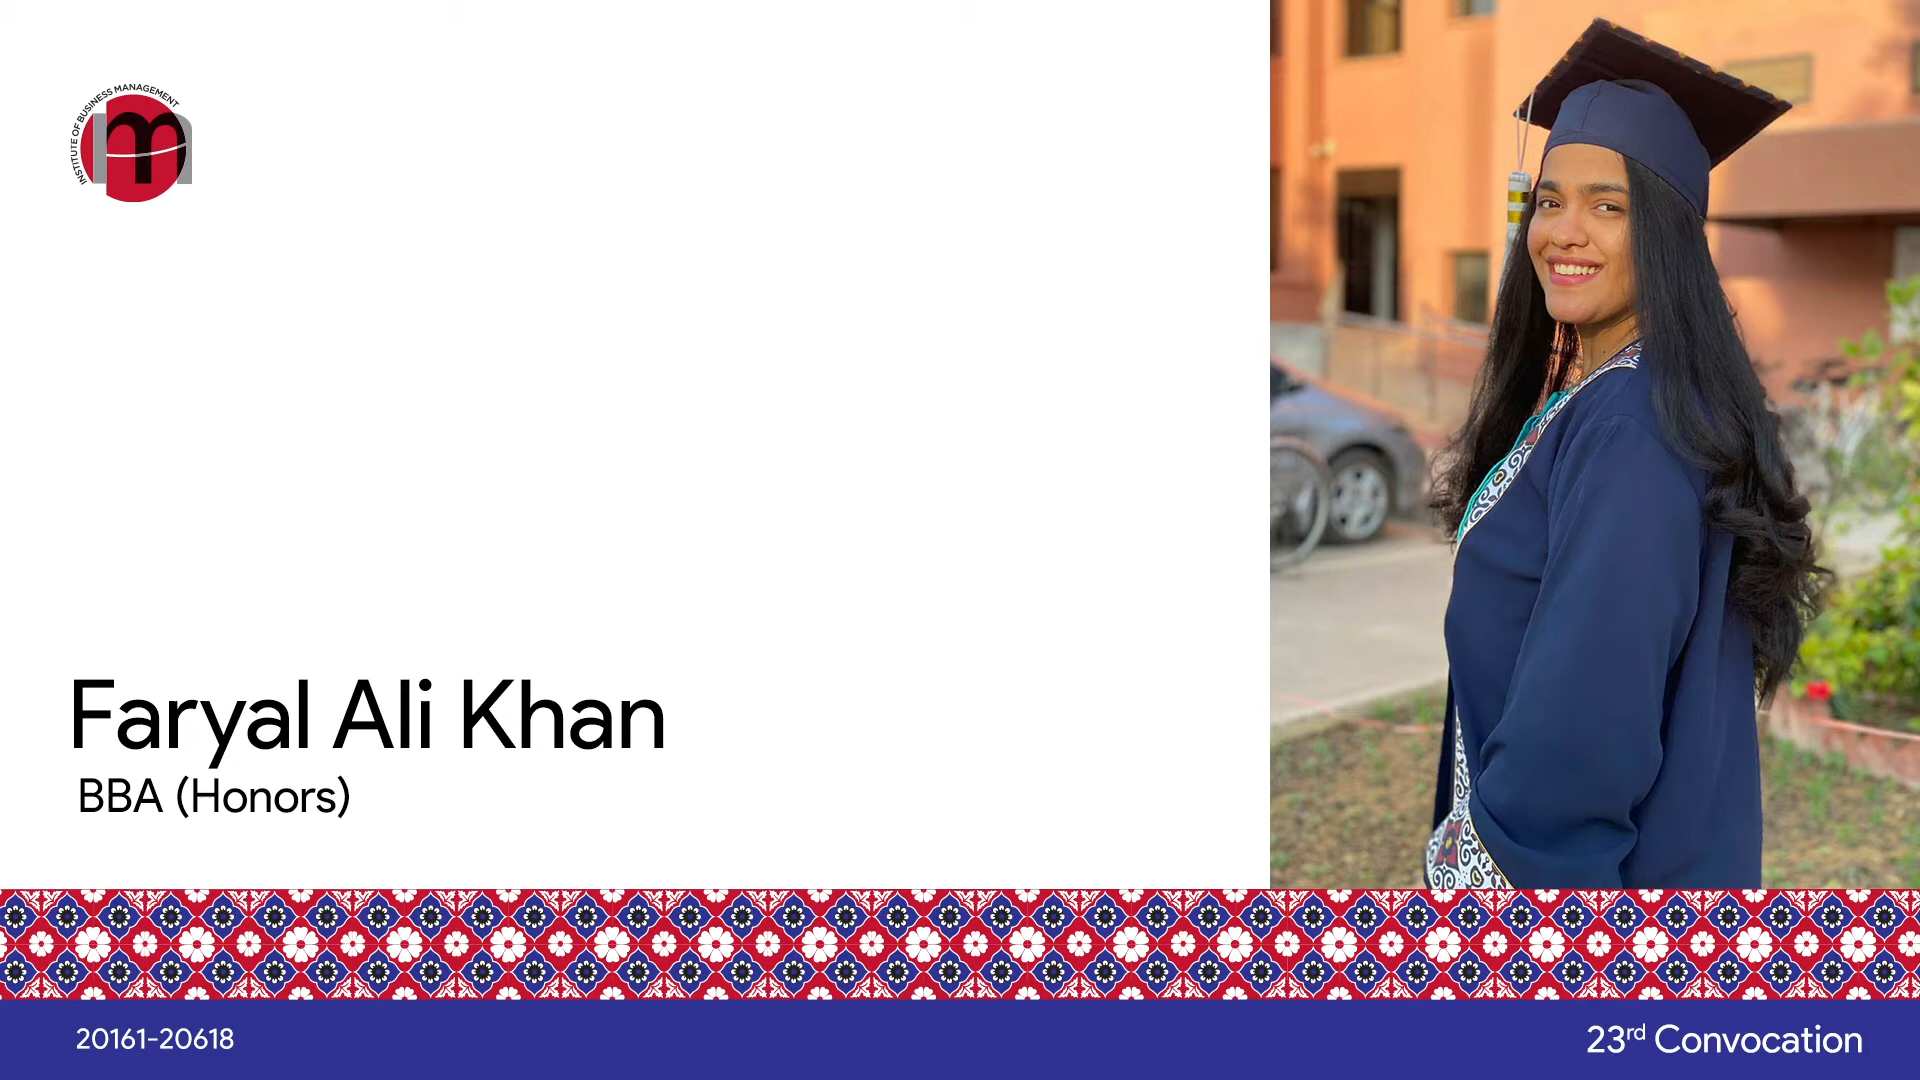 INSTITUTE OF BUSINESS MANAGEMENT
m
Faryal Ali Khan
BBA (Honors)
20161-20618
23rd Convocation